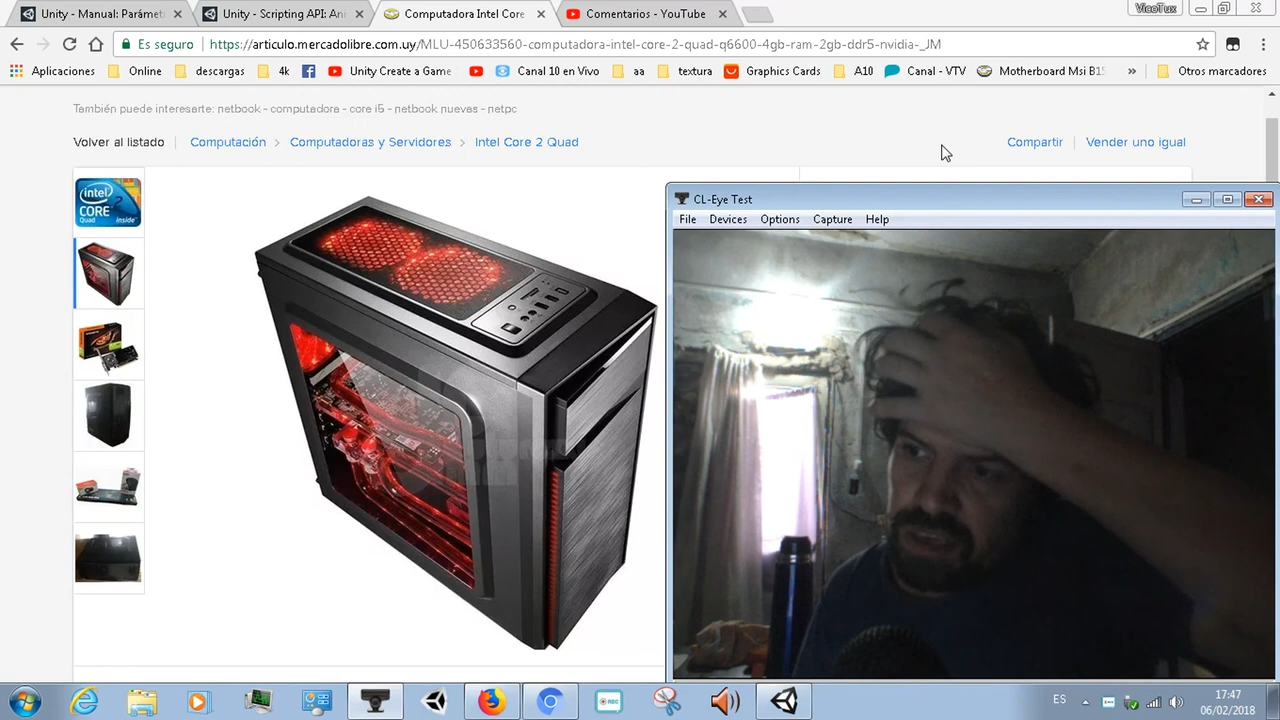 Unity - Manual: Parámet
Unity - Scripting API: Ani
Computadora Intel Core
Comentarios - YouTube
VicoTux
Es seguro
https://articulo.mercadolibre.com.uy/MLU-450633560-computadora-intel-core-2-quad-q6600-4gb-ram-2gb-ddr5-nvidia-_JM
Aplicaciones
Online
descargas
4k
Unity Create a Game
Canal 10 en Vivo
aa
textura
Graphics Cards
A10
Canal - VTV
Motherboard Msi B15
»
Otros marcadores
También puede interesarte: netbook - computadora - core i5 - netbook nuevas - netpc
Volver al listado
Computación
Computadoras y Servidores
Intel Core 2 Quad
Compartir
Vender uno igual
intel
CORE 2
Quad inside
CL-Eye Test
File Devices Options Capture Help
REC
ES
17:47
06/02/2018